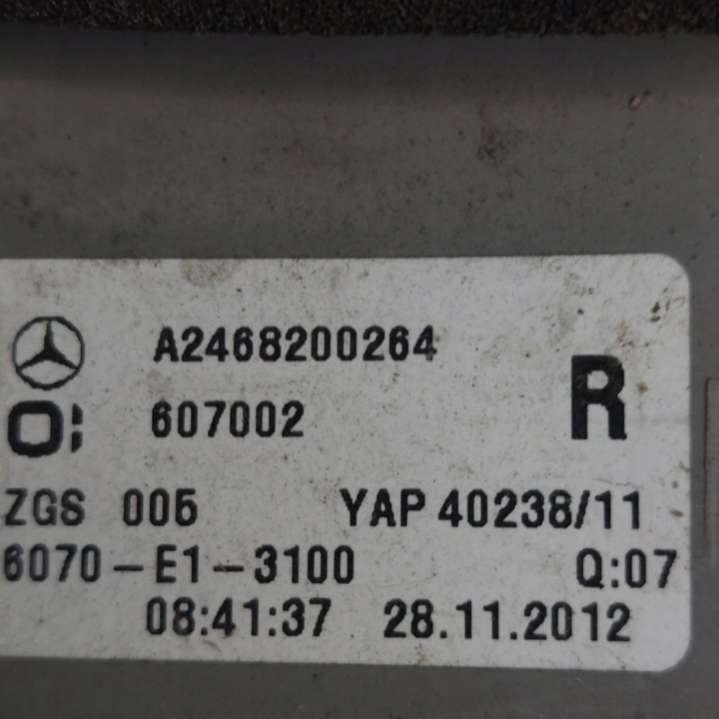 A2468200264
607002
R
ZGS 005 YAP 40238/11
6070-E1-3100 Q:07
08:41:37 28.11.2012